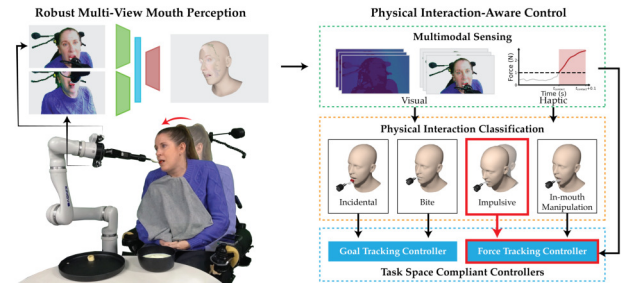 Robust Multi-View Mouth Perception
Physical Interaction-Aware Control
Multimodal Sensing
Force (N)
Time (s)
Visual
Haptic
Physical Interaction Classification
Incidental
Bite
Impulsive
In-mouth
Manipulation
Goal Tracking Controller
Force Tracking Controller
Task Space Compliant Controllers